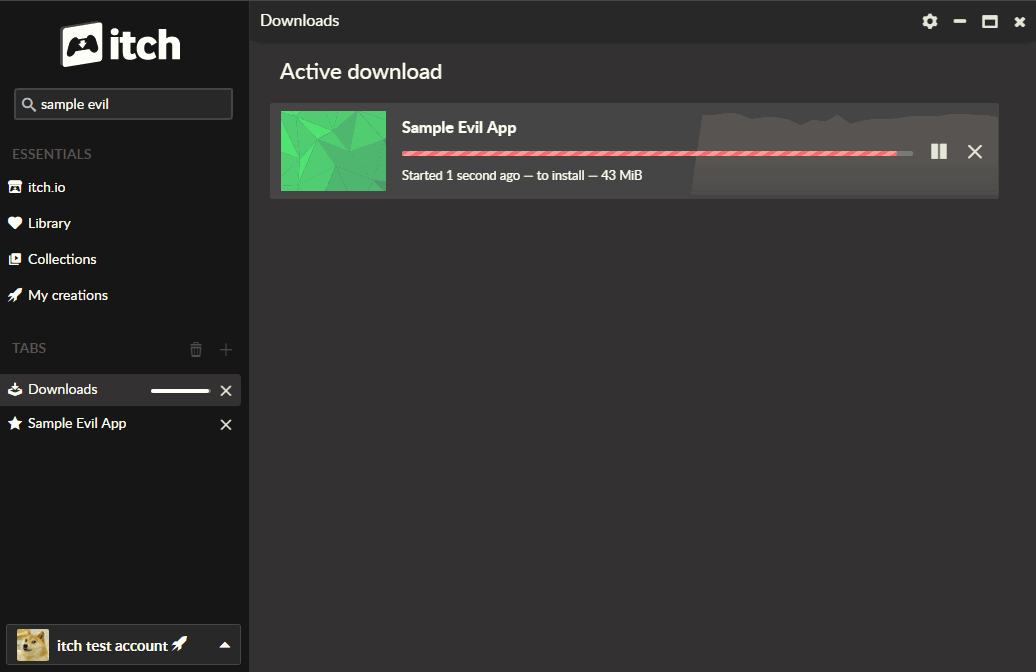 itch
sample evil
ESSENTIALS
itch.io
Library
Collections
My creations
TABS
Downloads
Sample Evil App
itch test account
Downloads
Active download
Sample Evil App
Started 1 second ago — to install — 43 MiB